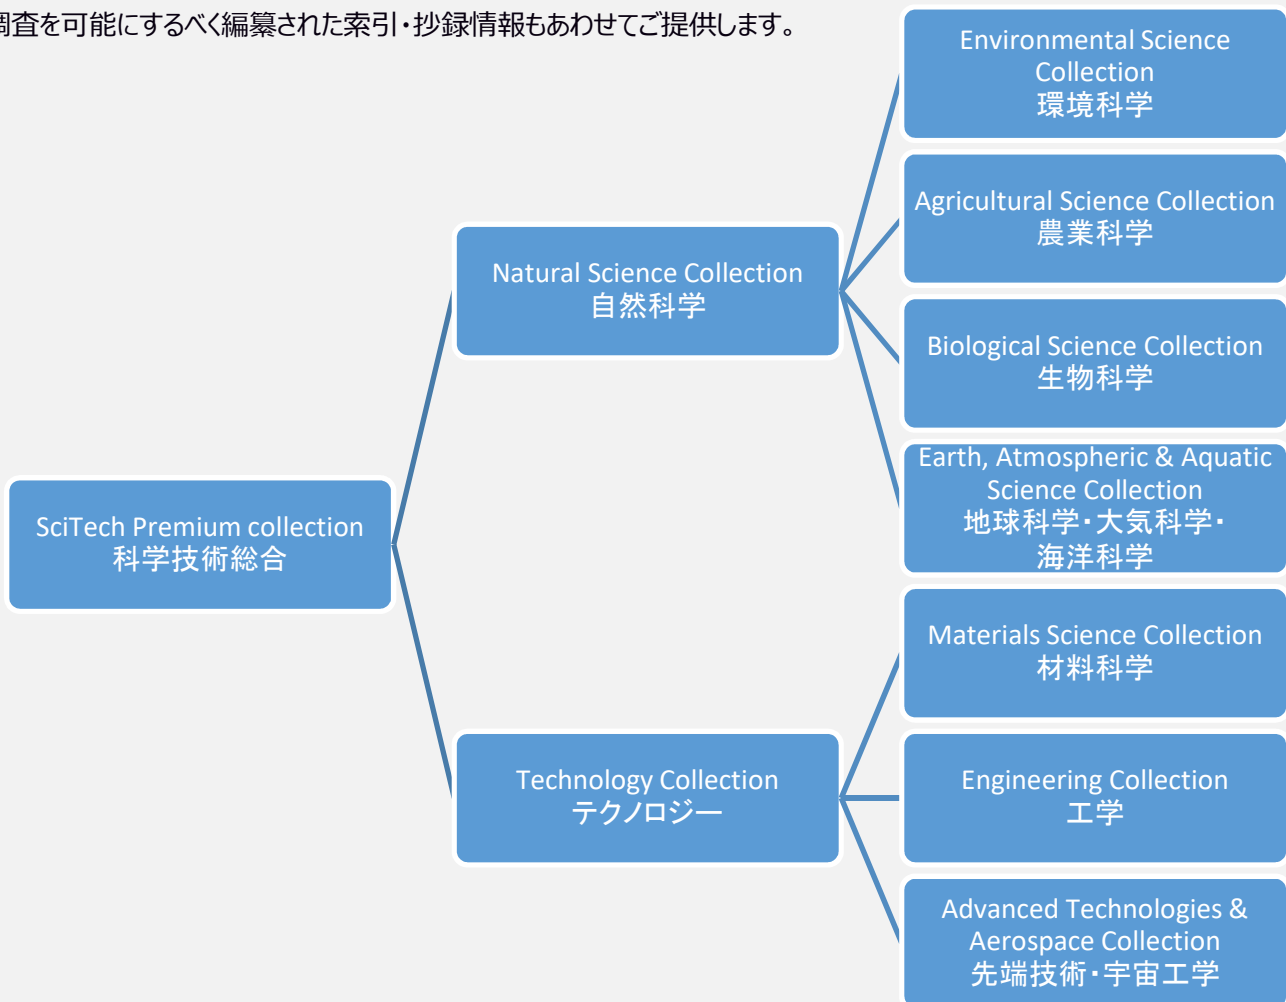 調査を可能にするべく編纂された索引・抄録情報もあわせてご提供します。
SciTech Premium collection
科学技術総合
Natural Science Collection
自然科学
Environmental Science
Collection
環境科学
Agricultural Science Collection
農業科学
Biological Science Collection
生物科学
Earth, Atmospheric & Aquatic
Science Collection
地球科学・大気科学・
海洋科学
Technology Collection
テクノロジー
Materials Science Collection
材料科学
Engineering Collection
工学
Advanced Technologies &
Aerospace Collection
先端技術・宇宙工学